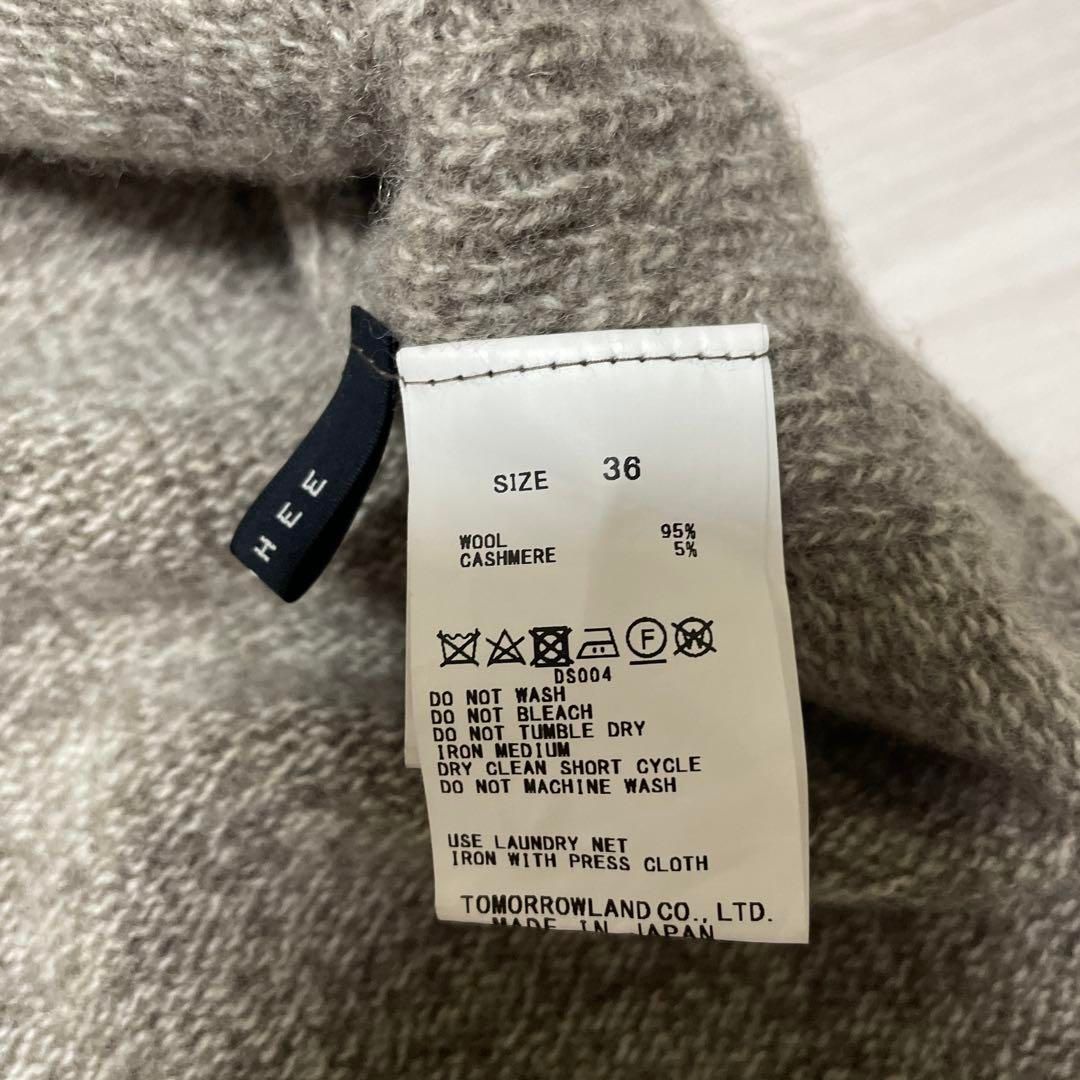 HEE
SIZE 36
WOOL 95%
CASHMERE 5%
F W
DS004
DO NOT WASH
DO NOT BLEACH
DO NOT TUMBLE DRY
IRON MEDIUM
DRY CLEAN SHORT CYCLE
DO NOT MACHINE WASH
USE LAUNDRY NET
IRON WITH PRESS CLOTH
TOMORROWLAND CO., LTD.
MADE IN JAPAN